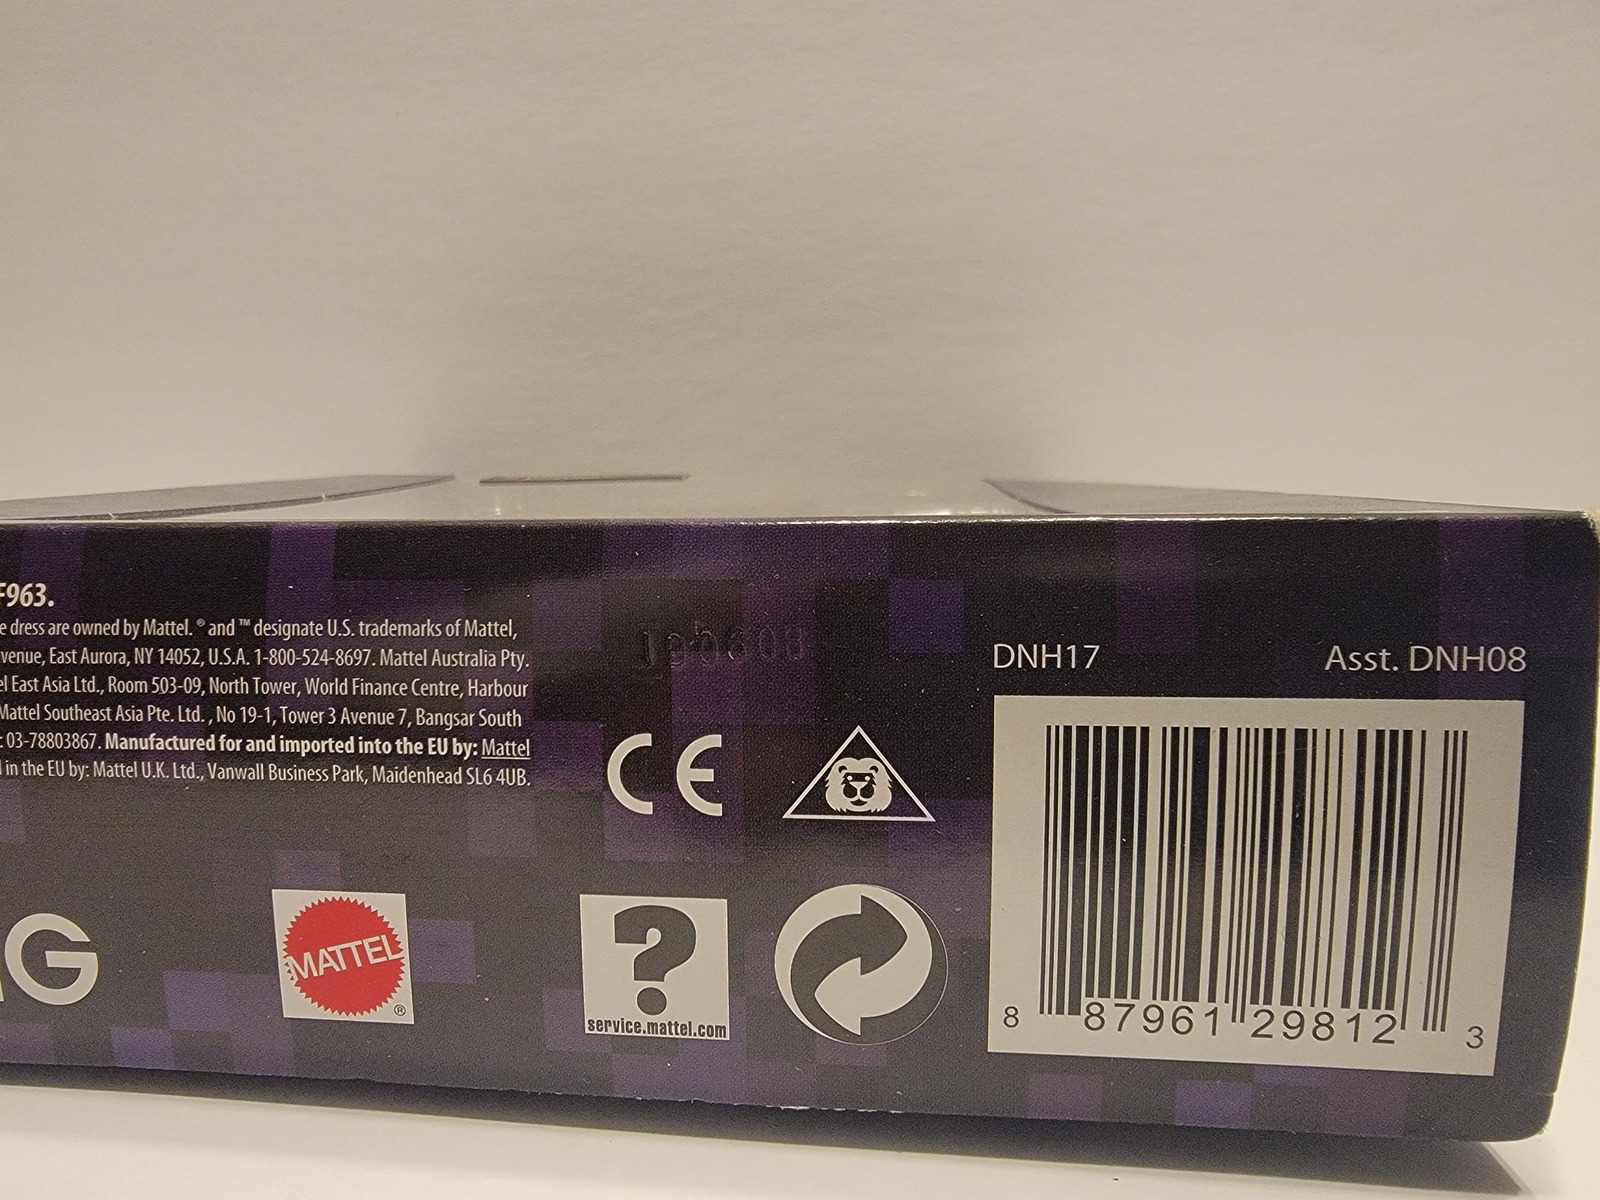 F963.
e dress are owned by Mattel. ® and ™ designate U.S. trademarks of Mattel,
venue, East Aurora, NY 14052, U.S.A. 1-800-524-8697. Mattel Australia Pty.
el East Asia Ltd., Room 503-09, North Tower, World Finance Centre, Harbour
Mattel Southeast Asia Pte. Ltd. , No 19-1, Tower 3 Avenue 7, Bangsar South
: 03-78803867. Manufactured for and imported into the EU by: Mattel
l in the EU by: Mattel U.K. Ltd., Vanwall Business Park, Maidenhead SL6 4UB.
CE
DNH17 Asst. DNH08
8 87961 29812 3
G
MATTEL ®
?
service.mattel.com